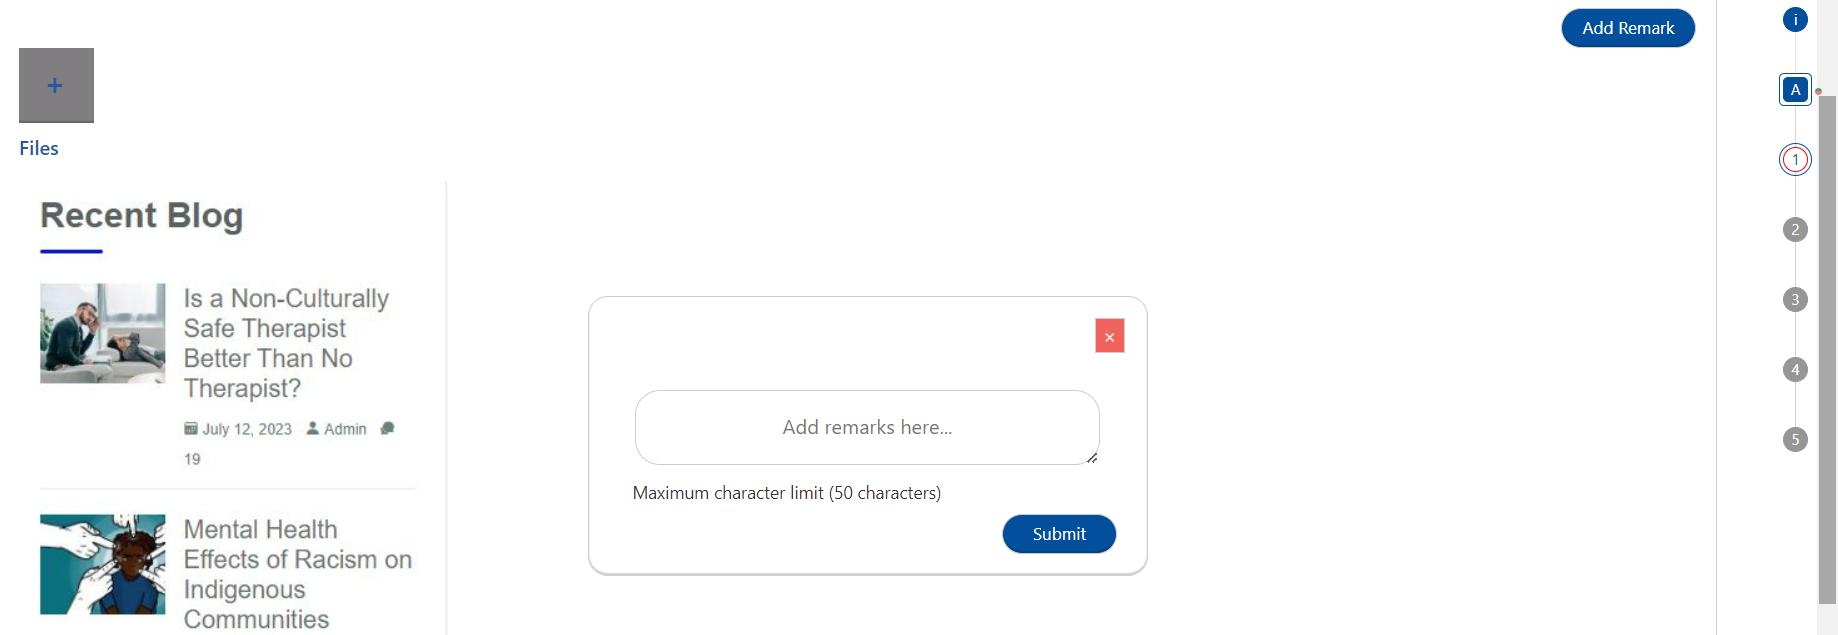 Add Remark
i
+
A
Files
1
Recent Blog
2
Is a Non-Culturally
Safe Therapist
Better Than No
Therapist?
July 12, 2023 Admin
19
×
3
4
Add remarks here...
5
Maximum character limit (50 characters)
Submit
Mental Health
Effects of Racism on
Indigenous
Communities